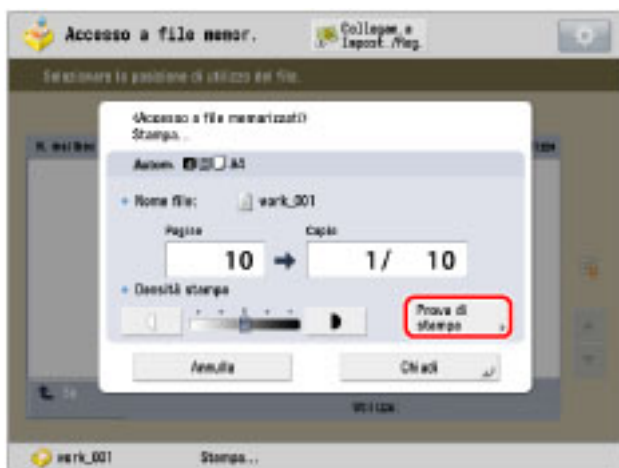 Accesso a file memor.
Collegam. a
Impost./Reg.
Selezionare la posizione di utilizzo del file.
<Accesso a file memorizzati>
Stampa...
Autom. A4
Nome file: work_001
Pagine Copie
10 → 1/ 10
Densità stampa
Prova di
stampa
Annulla Chiudi
work_001 Stampa...